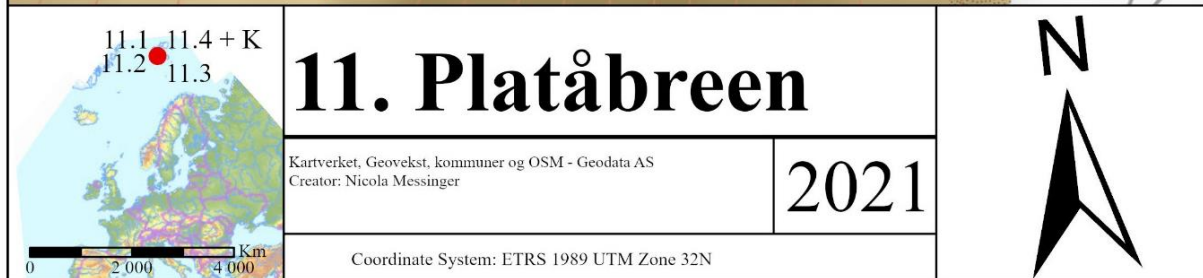 11.1 11.4 + K
11.2 11.3
Km
0 2 000 4 000
11. Platåbreen
Kartverket, Geovekst, kommuner og OSM - Geodata AS
Creator: Nicola Messinger
2021
Coordinate System: ETRS 1989 UTM Zone 32N
N